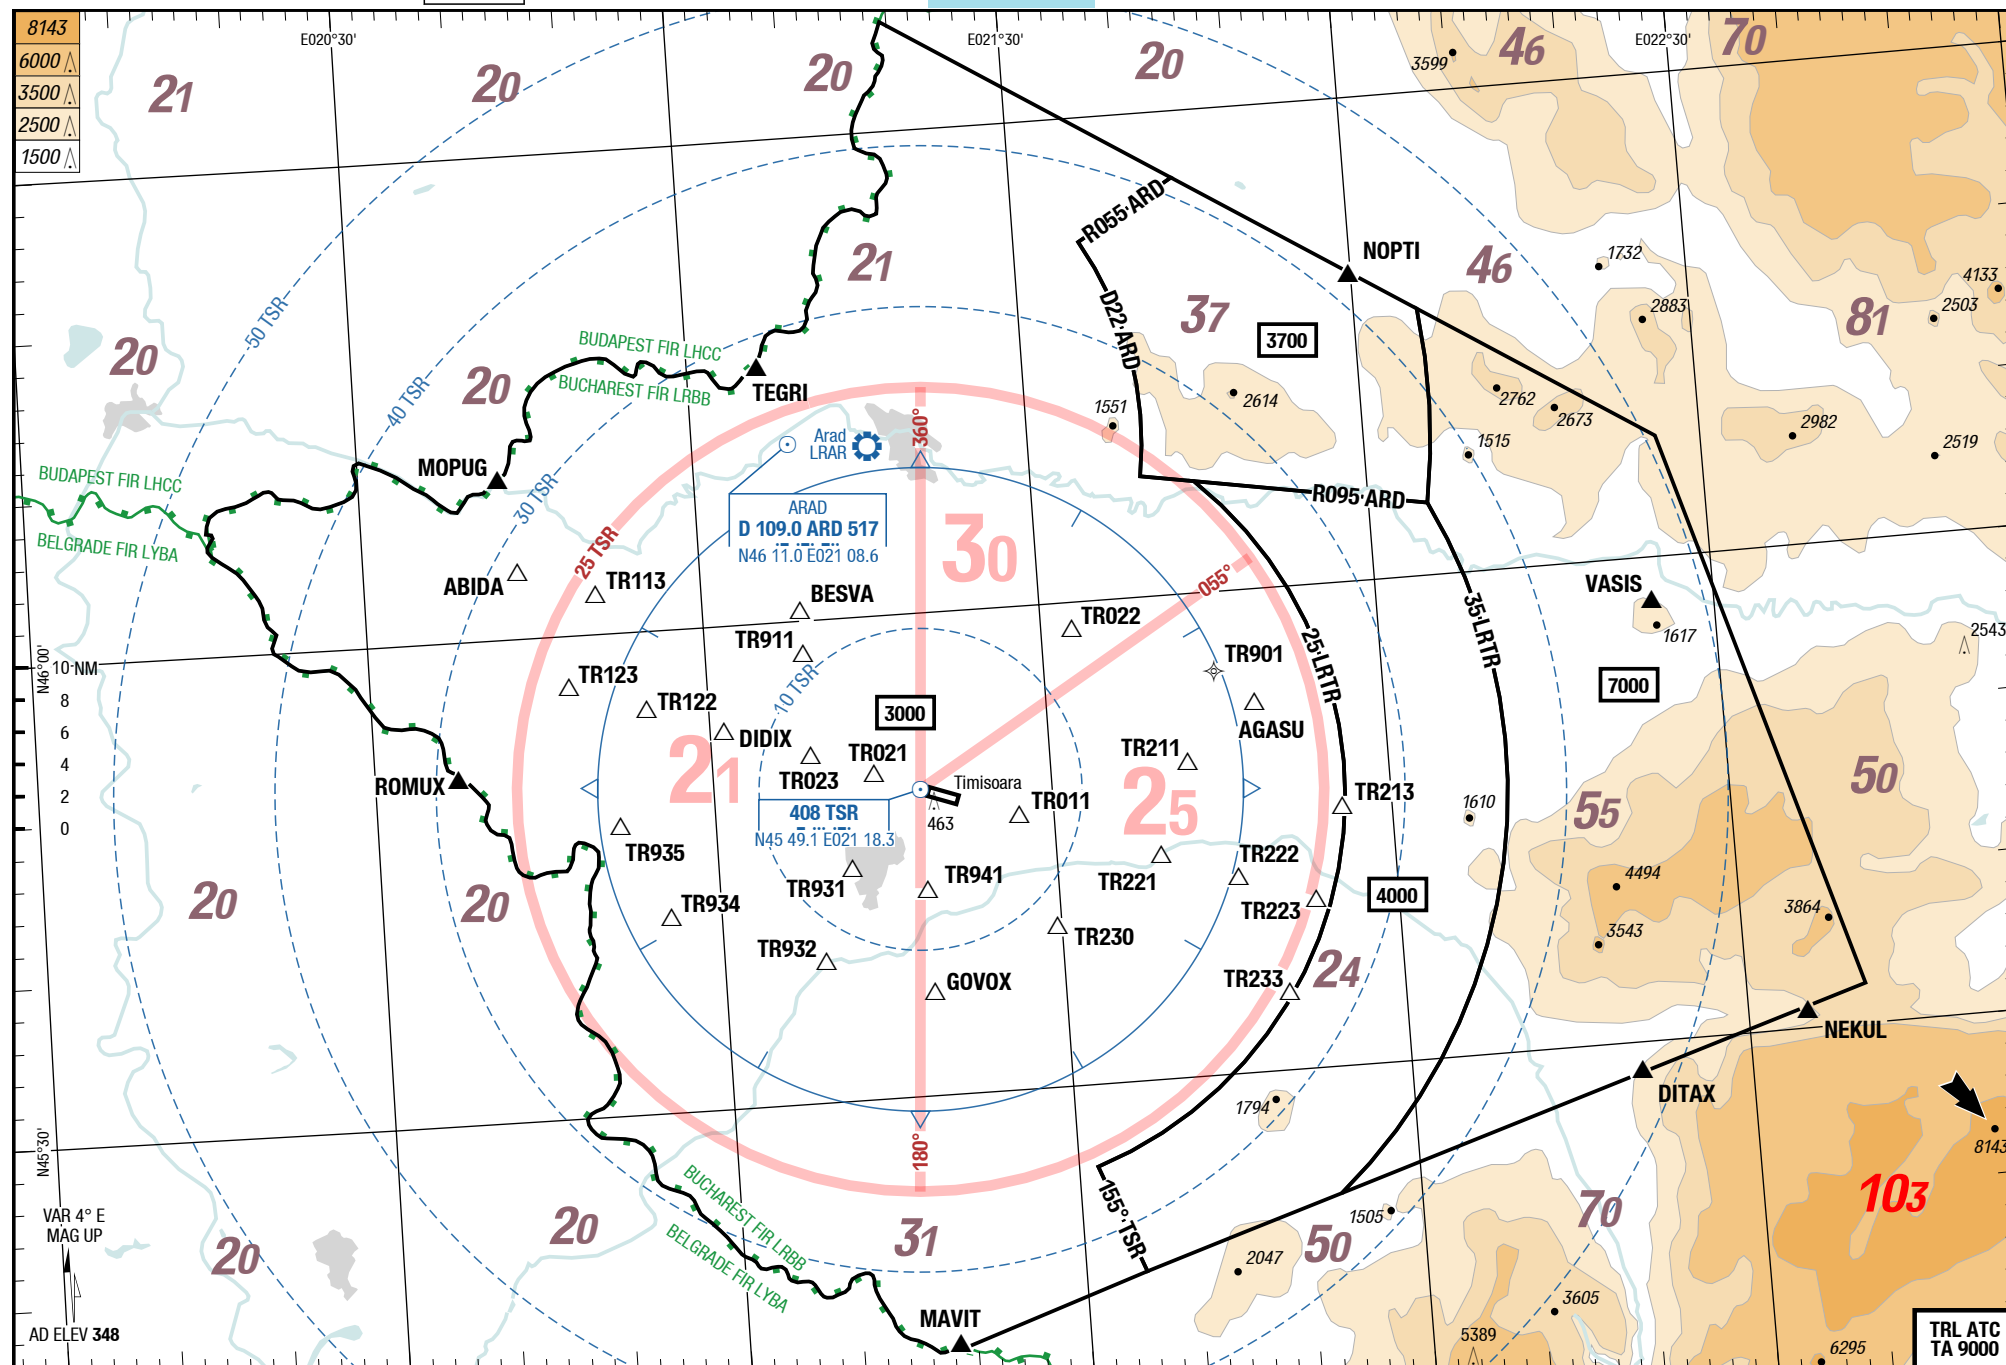 8143
6000
3500
2500
1500
E020°30'
E021°30'
E022°30'
21
20
20
20
46
70
3599
50 TSR
R055 ARD
NOPTI
1732
4133
2503
2883
81
46
21
37
3700
D22 ARD
BUDAPEST FIR LHCC
BUCHAREST FIR LRBB
TEGRI
20
20
40 TSR
2614
1551
2762
2673
1515
2982
2519
Arad
LRAR
360°
MOPUG
BUDAPEST FIR LHCC
BELGRADE FIR LYBA
30 TSR
R095 ARD
ARAD
D 109.0 ARD 517
N46 11.0 E021 08.6
25 TSR
30
055°
ABIDA
TR113
BESVA
TR022
VASIS
1617
2543
35 LRTR
25 LRTR
TR911
TR901
N46°00'
10 NM
8
6
4
2
0
TR123
TR122
10 TSR
3000
7000
AGASU
DIDIX
TR021
TR023
TR211
21
25
ROMUX
Timisoara
463
408 TSR
N45 49.1 E021 18.3
TR011
TR213
1610
55
50
TR935
TR222
TR221
TR931
TR941
TR223
4000
4494
3864
3543
20
20
TR934
TR932
TR230
GOVOX
TR233
24
NEKUL
DITAX
1794
8143
N45°30'
180°
155° TSR
BUCHAREST FIR LRBB
BELGRADE FIR LYBA
103
VAR 4° E
MAG UP
20
20
31
1505
70
50
2047
3605
5389
6295
MAVIT
AD ELEV 348
TRL ATC
TA 9000